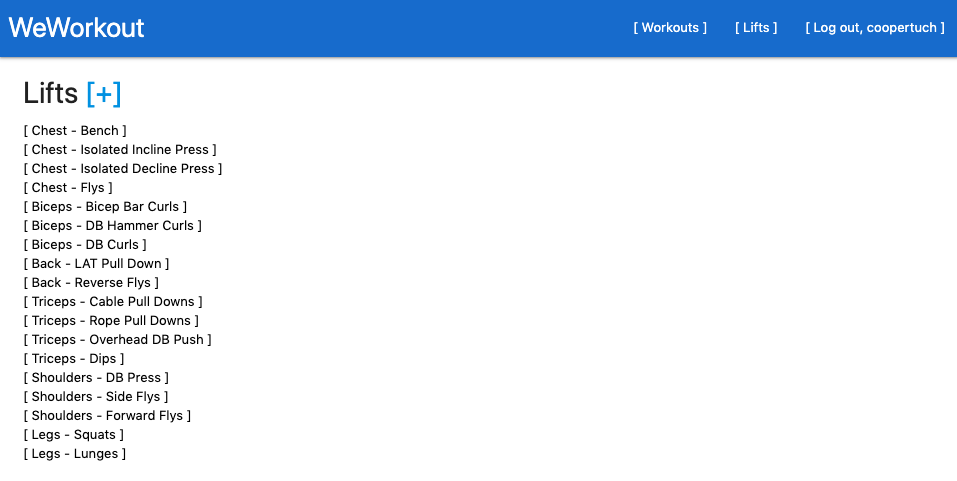 WeWorkout
[ Workouts ] [ Lifts ] [ Log out, coopertuch ]
Lifts [+]
[ Chest - Bench ]
[ Chest - Isolated Incline Press ]
[ Chest - Isolated Decline Press ]
[ Chest - Flys ]
[ Biceps - Bicep Bar Curls ]
[ Biceps - DB Hammer Curls ]
[ Biceps - DB Curls ]
[ Back - LAT Pull Down ]
[ Back - Reverse Flys ]
[ Triceps - Cable Pull Downs ]
[ Triceps - Rope Pull Downs ]
[ Triceps - Overhead DB Push ]
[ Triceps - Dips ]
[ Shoulders - DB Press ]
[ Shoulders - Side Flys ]
[ Shoulders - Forward Flys ]
[ Legs - Squats ]
[ Legs - Lunges ]